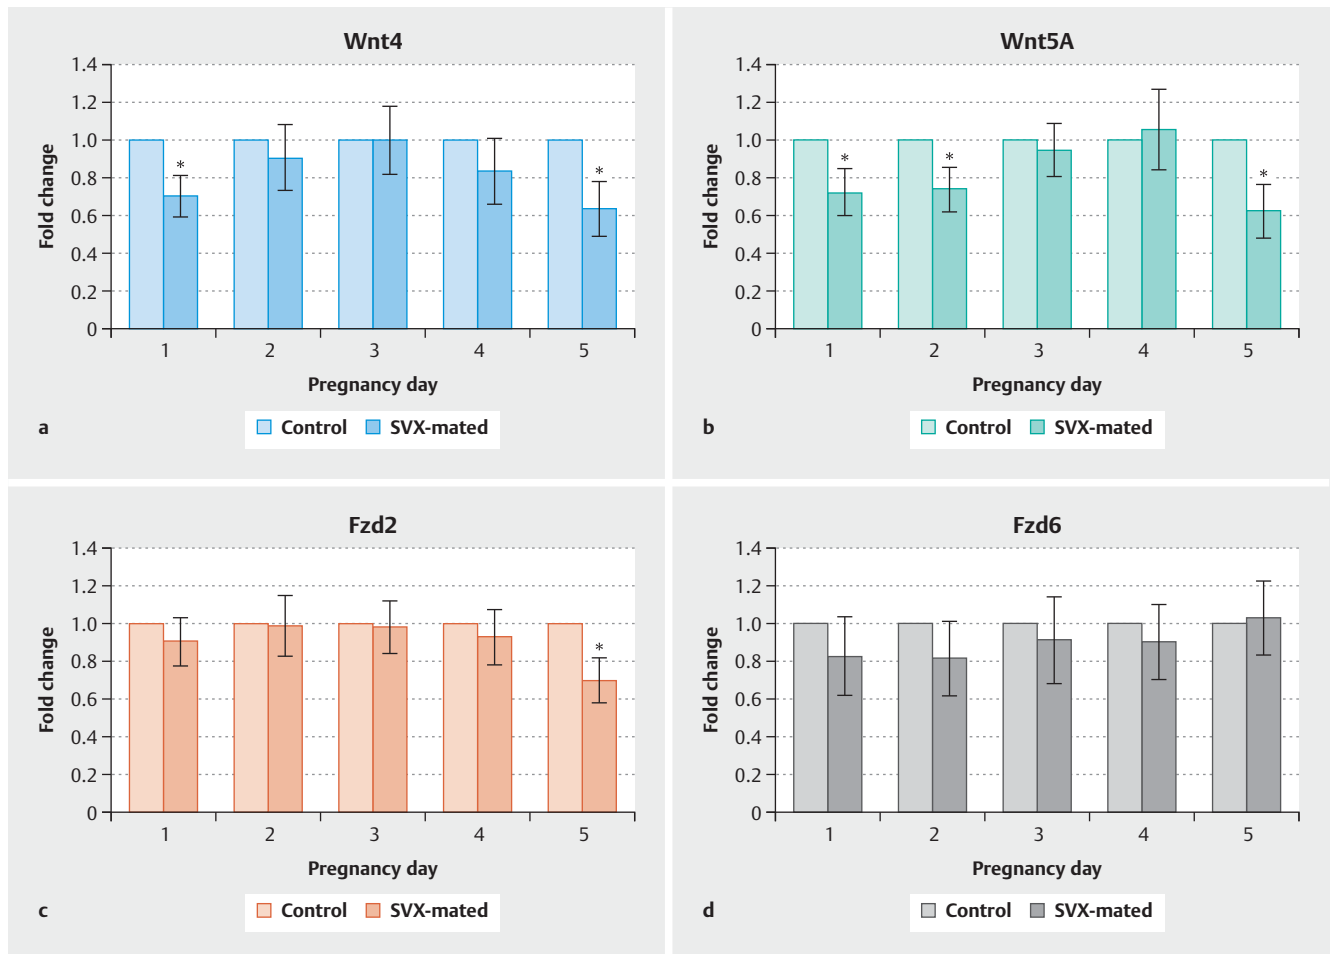 Wnt4
1.4
1.2
1.0
0.8
0.6
0.4
0.2
0
Fold change
* *
1 2 3 4 5
Pregnancy day
a
Control SVX-mated
Wnt5A
1.4
1.2
1.0
0.8
0.6
0.4
0.2
0
Fold change
* * *
1 2 3 4 5
Pregnancy day
b
Control SVX-mated
Fzd2
1.4
1.2
1.0
0.8
0.6
0.4
0.2
0
Fold change
*
1 2 3 4 5
Pregnancy day
c
Control SVX-mated
Fzd6
1.4
1.2
1.0
0.8
0.6
0.4
0.2
0
Fold change
1 2 3 4 5
Pregnancy day
d
Control SVX-mated